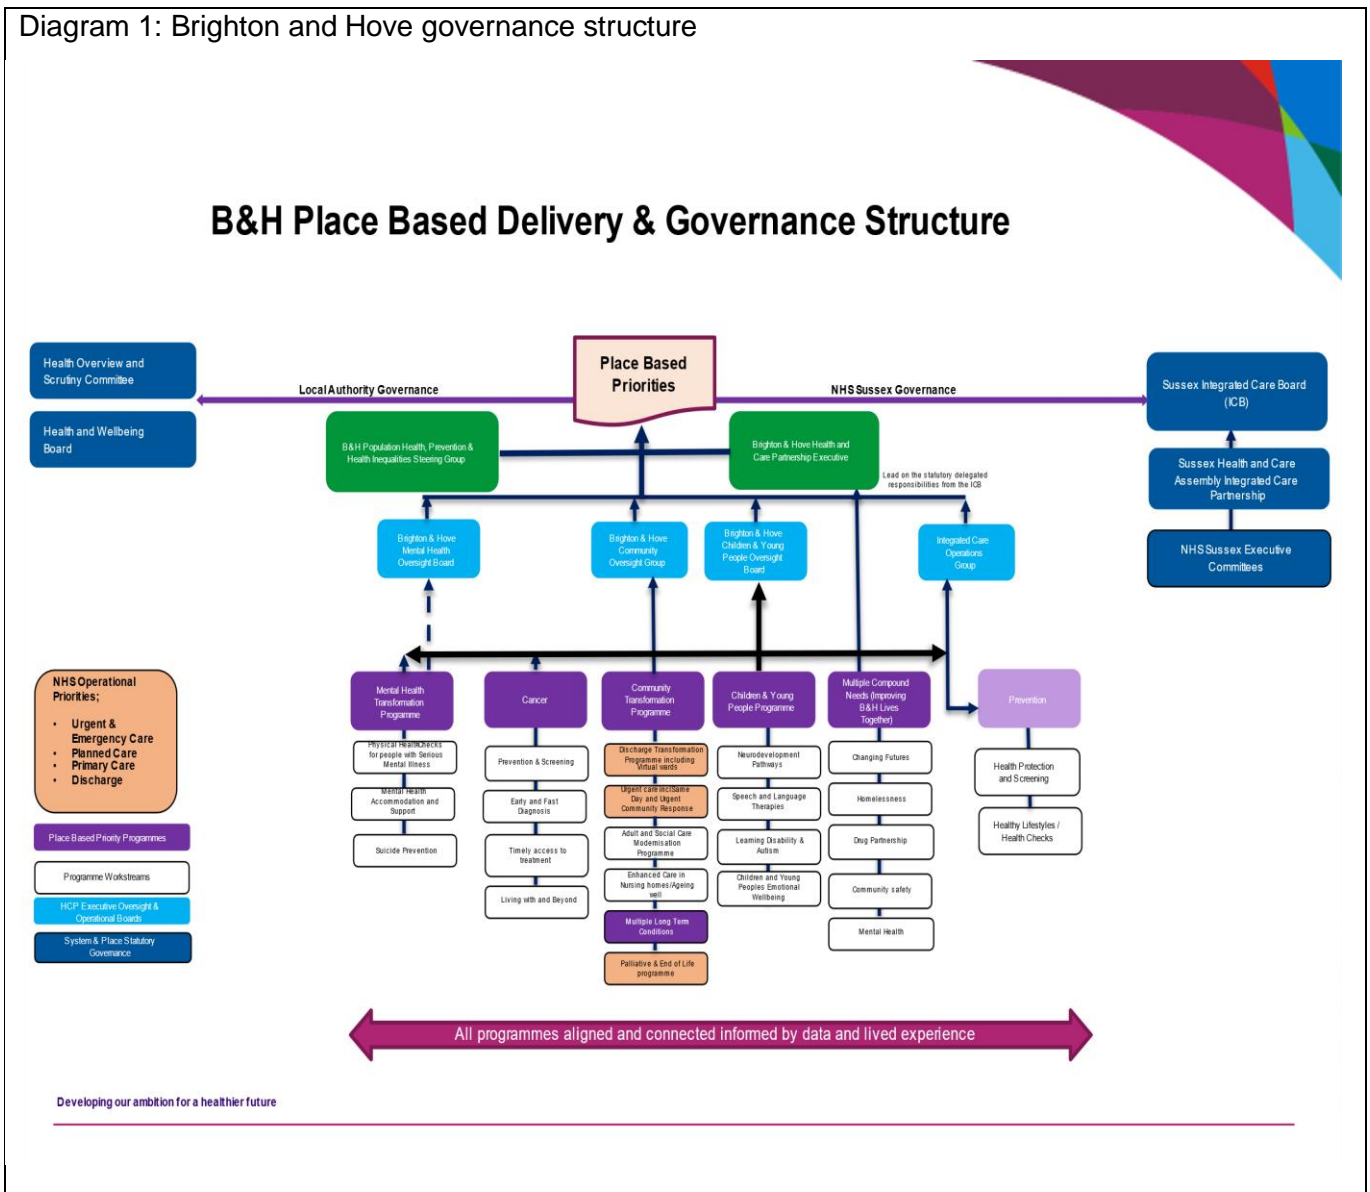 Diagram 1: Brighton and Hove governance structure
B&H Place Based Delivery & Governance Structure
Health Overview and
Scrutiny Committee
Health and Wellbeing
Board
Local Authority Governance
Place Based
Priorities
NHS Sussex Governance
Sussex Integrated Care Board
(ICB)
Sussex Health and Care
Assembly Integrated Care
Partnership
NHS Sussex Executive
Committees
B&H Population Health, Prevention &
Health Inequalities Steering Group
Brighton & Hove Health and
Care Partnership Executive
Lead on the statutory delegated
responsibilities from the ICB
Brighton & Hove
Mental Health
Oversight Board
Brighton & Hove
Community
Oversight Group
Brighton & Hove
Children & Young
People Oversight
Board
Integrated Care
Operations
Group
NHS Operational
Priorities;
• Urgent &
Emergency Care
• Planned Care
• Primary Care
• Discharge
Place Based Priority Programmes
Programme Workstreams
HCP Executive Oversight &
Operational Boards
System & Place Statutory
Governance
Mental Health
Transformation
Programme
Physical HealthChecks
for people with Serious
Mental Illness
Mental Health
Accommodation and
Support
Suicide Prevention
Cancer
Prevention & Screening
Early and Fast
Diagnosis
Timely access to
treatment
Living with and Beyond
Community
Transformation
Programme
Discharge Transformation
Programme including
Virtual wards
Urgent care incl Same
Day and Urgent
Community Response
Adult and Social Care
Modernisation
Programme
Enhanced Care in
Nursing homes/Ageing
well
Multiple Long Term
Conditions
Palliative & End of Life
programme
Children & Young
People Programme
Neurodevelopment
Pathways
Speech and Language
Therapies
Learning Disability &
Autism
Children and Young
Peoples Emotional
Wellbeing
Multiple Compound
Needs (Improving
B&H Lives
Together)
Changing Futures
Homelessness
Drug Partnership
Community safety
Mental Health
Prevention
Health Protection
and Screening
Healthy Lifestyles /
Health Checks
All programmes aligned and connected informed by data and lived experience
Developing our ambition for a healthier future